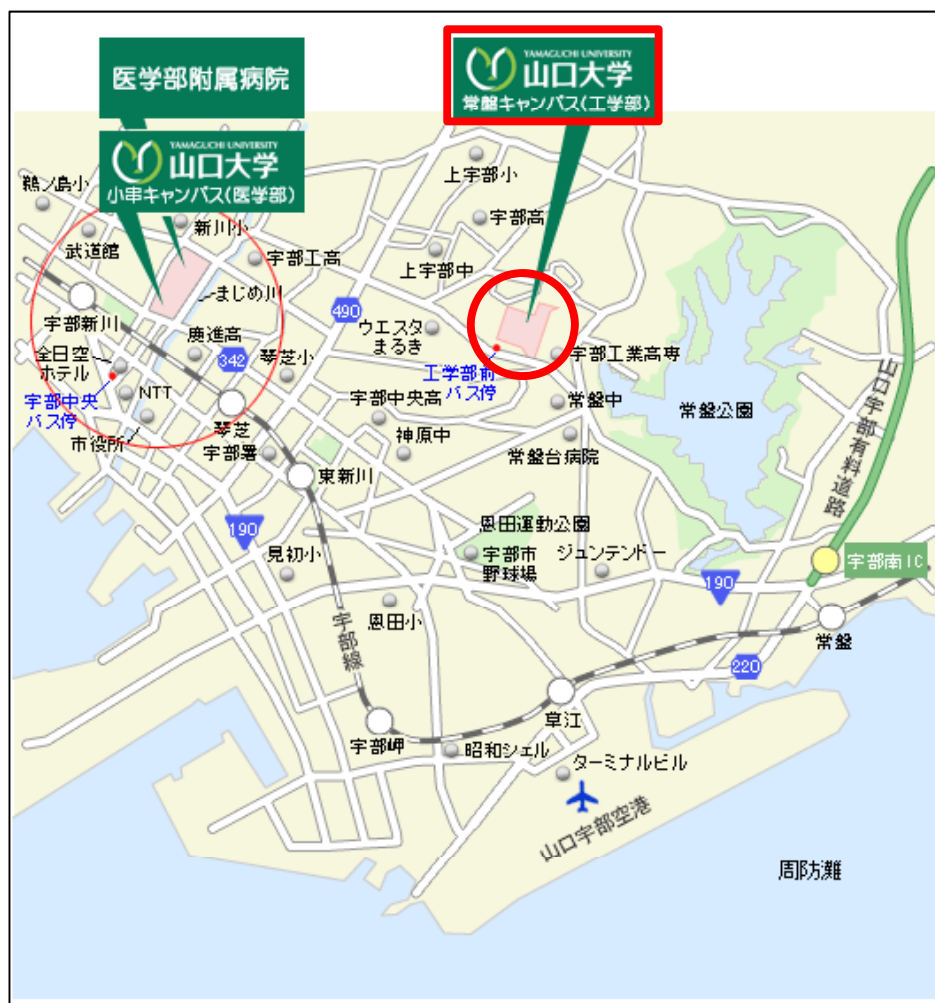 医学部附属病院
YAMAGUCHI UNIVERSITY
山口大学
常盤キャンパス(工学部)
YAMAGUCHI UNIVERSITY
山口大学
小串キャンパス(医学部)
鵜ノ島小
上宇部小
武道館
新川小
宇部高
宇部工高
上宇部中
まじめ川
490
宇部新川
ウエスタ
まるき
慶進高
342
琴芝小
宇部工業高専
全日空
ホテル
工学部前
バス停
NTT
宇部中央
バス停
宇部中央高
常盤中
常盤公園
山口宇部有料道路
市役所
琴芝
神原中
宇部署
常盤台病院
東新川
190
恩田運動公園
見初小
宇部市
野球場
ジュンテンドー
宇部南IC
190
恩田小
宇部線
常盤
220
草江
宇部岬
昭和シェル
ターミナルビル
山口宇部空港
周防灘